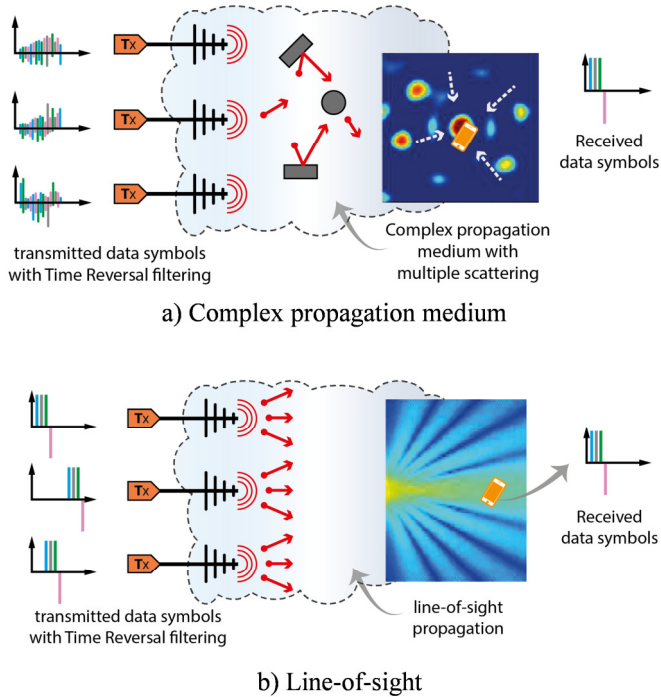 Tx
Tx
Tx
Received
data symbols
transmitted data symbols
with Time Reversal filtering
Complex propagation
medium with
multiple scattering
a) Complex propagation medium
Tx
Tx
Tx
Received
data symbols
transmitted data symbols
with Time Reversal filtering
line-of-sight
propagation
b) Line-of-sight